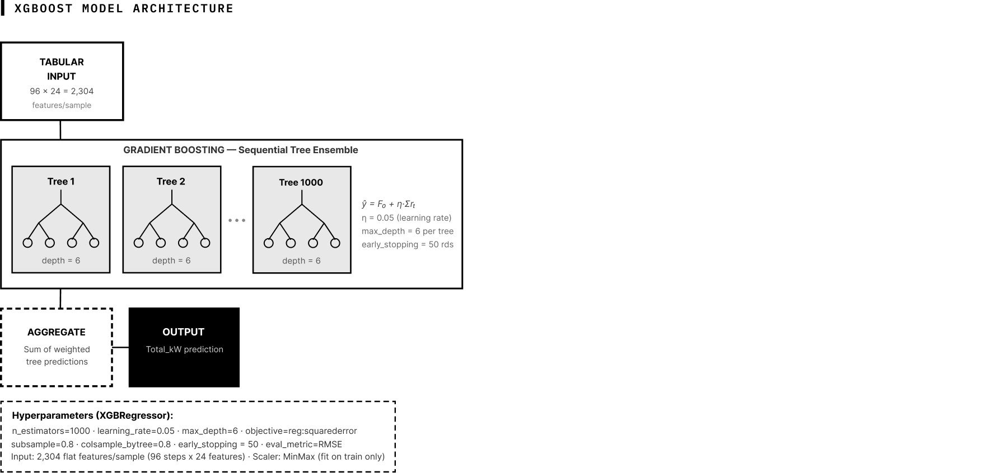 XGBOOST MODEL ARCHITECTURE
TABULAR
INPUT
96 × 24 = 2,304
features/sample
GRADIENT BOOSTING — Sequential Tree Ensemble
Tree 1
depth = 6
Tree 2
depth = 6
Tree 1000
depth = 6
ŷ = F₀ + η·Σrₜ
η = 0.05 (learning rate)
max_depth = 6 per tree
early_stopping = 50 rds
AGGREGATE
Sum of weighted
tree predictions
OUTPUT
Total_kW prediction
Hyperparameters (XGBRegressor):
n_estimators=1000 · learning_rate=0.05 · max_depth=6 · objective=reg:squarederror
subsample=0.8 · colsample_bytree=0.8 · early_stopping = 50 · eval_metric=RMSE
Input: 2,304 flat features/sample (96 steps x 24 features) · Scaler: MinMax (fit on train only)